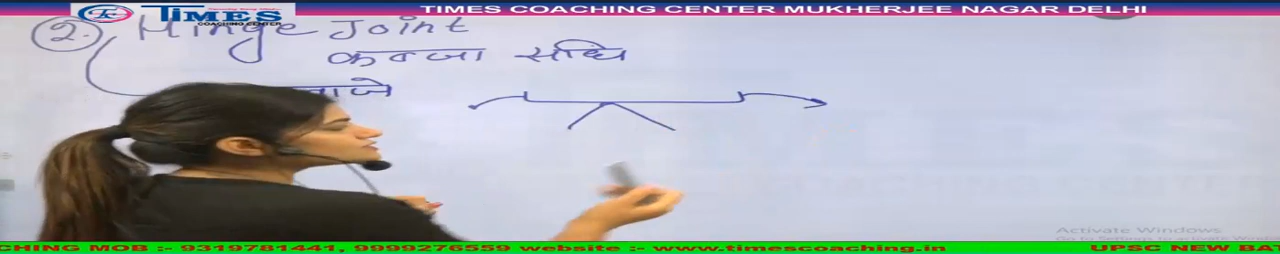 TIMES COACHING CENTER MUKHERJEE NAGAR DELHI
TIMES
COACHING CENTER
2. Hinge Joint
कब्जा संधि
CHING MOB :- 9319781441, 9999276559 website :- www.timescoaching.in UPSC NEW BAT
Activate Windows